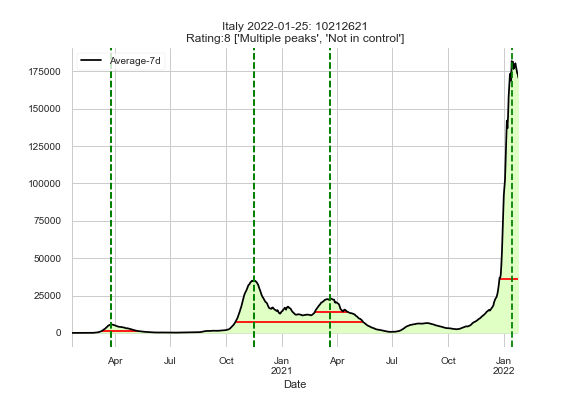 Italy 2022-01-25: 10212621
Rating:8 ['Multiple peaks', 'Not in control']
Average-7d
175000
150000
125000
100000
75000
50000
25000
0
Apr Jul Oct Jan Apr Jul Oct Jan
2021 2022
Date